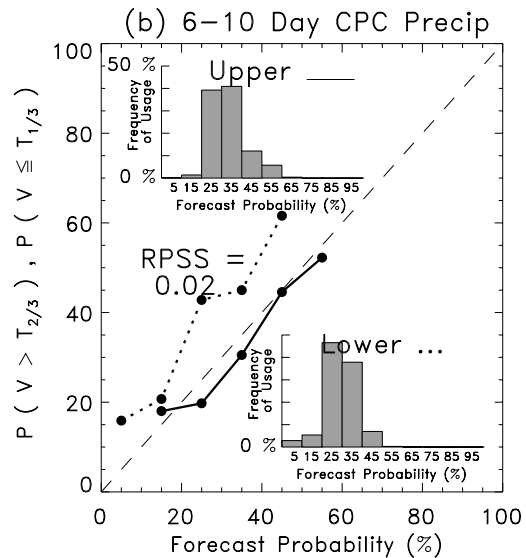 (b) 6-10 Day CPC Precip
P ( V > T2/3 ) , P ( V ≤ T1/3 )
100
80
60
40
20
0
50 %
0 %
Frequency
of Usage
Upper
5 15 25 35 45 55 65 75 85 95
Forecast Probability (%)
RPSS =
0.02
Lower ...
Frequency
of Usage
0 %
5 15 25 35 45 55 65 75 85 95
Forecast Probability (%)
0 20 40 60 80 100
Forecast Probability (%)